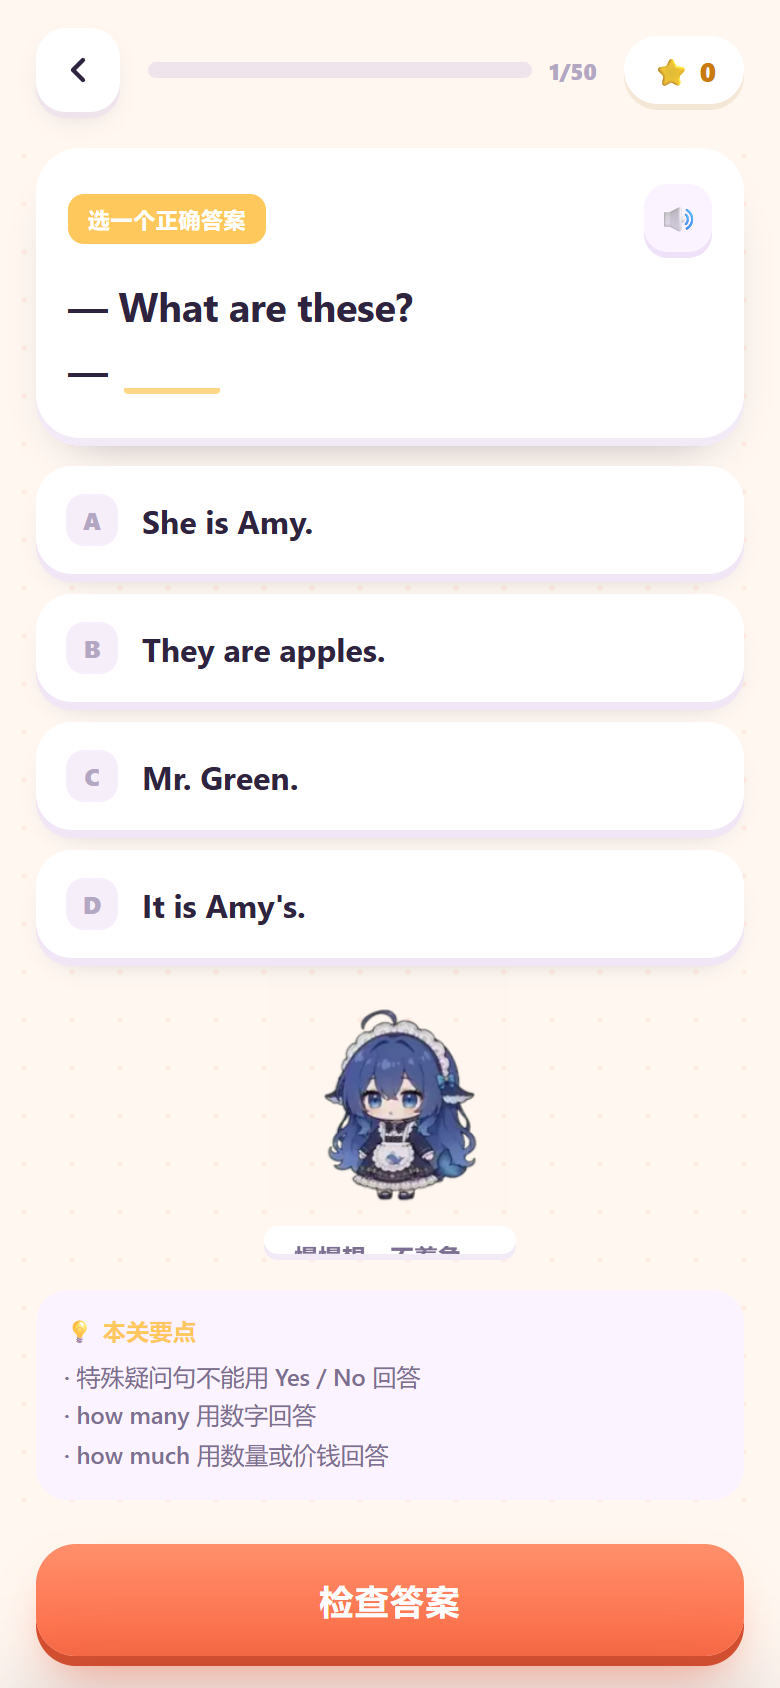 1/50
0
选一个正确答案
— What are these?
—
A
She is Amy.
B
They are apples.
C
Mr. Green.
D
It is Amy's.
本关要点
· 特殊疑问句不能用 Yes / No 回答
· how many 用数字回答
· how much 用数量或价钱回答
检查答案